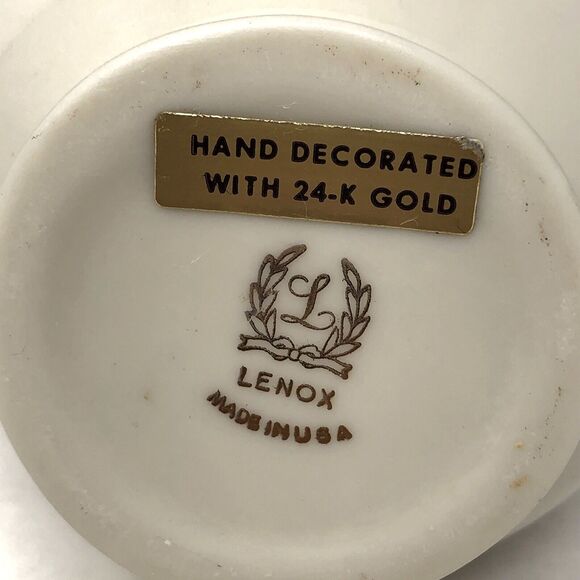 HAND DECORATED
WITH 24-K GOLD
L
LENOX
MADE IN USA